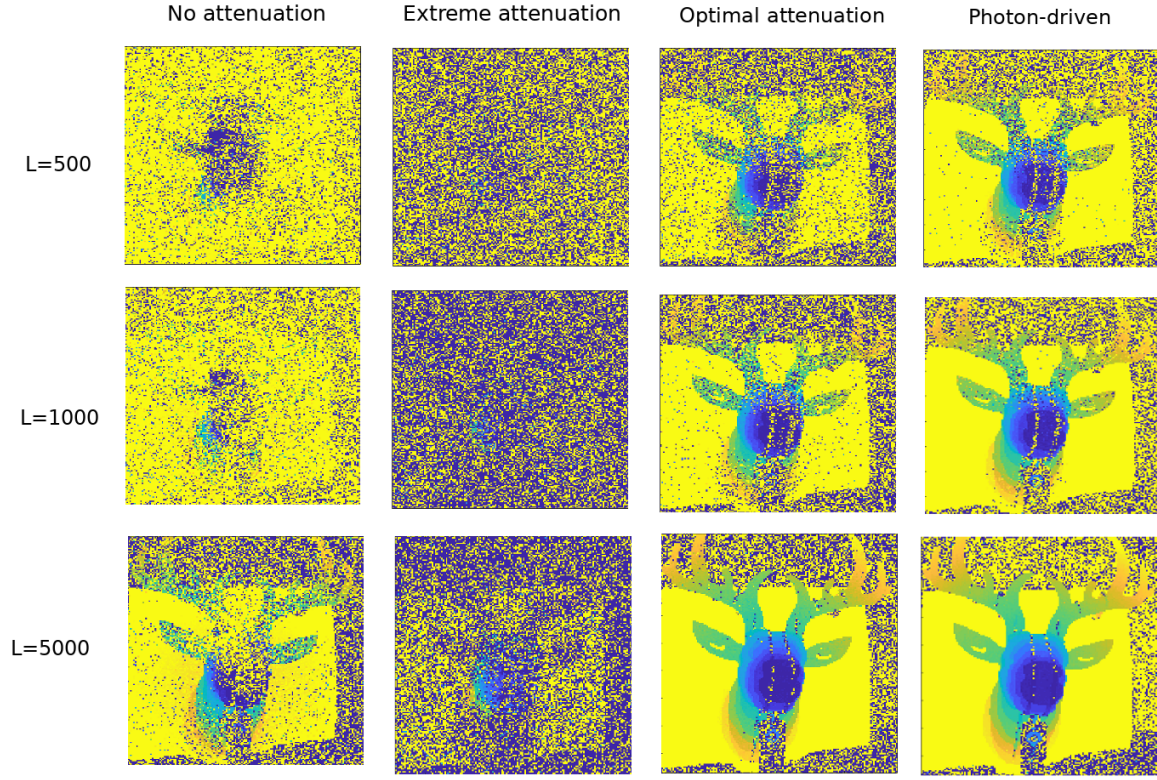 No attenuation
Extreme attenuation
Optimal attenuation
Photon-driven
L=500
L=1000
L=5000